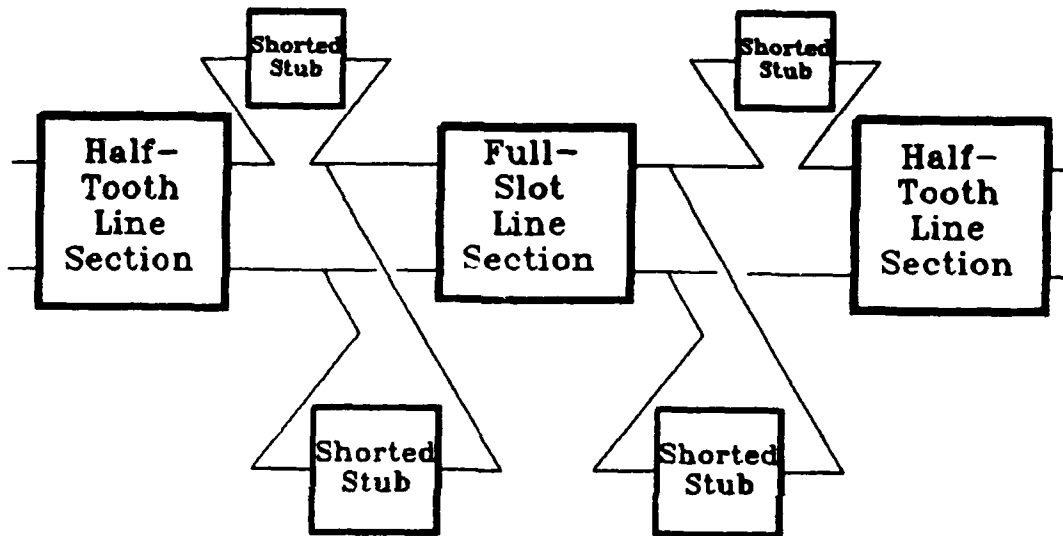 Shorted
Stub
Shorted
Stub
Half-
Tooth
Line
Section
Full-
Slot
Line
Section
Half-
Tooth
Line
Section
Shorted
Stub
Shorted
Stub